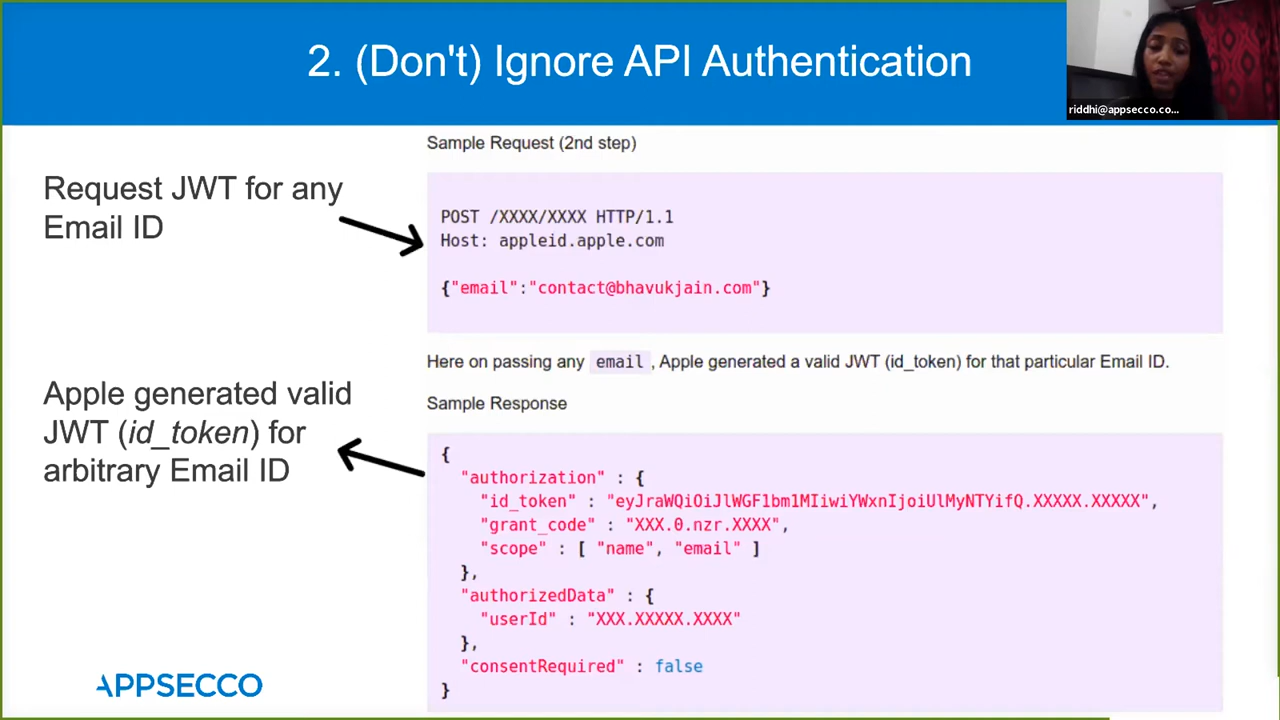 2. (Don't) Ignore API Authentication
riddhi@appsecco.co...
Request JWT for any
Email ID
Sample Request (2nd step)
POST /XXXX/XXXX HTTP/1.1
Host: appleid.apple.com
{"email":"contact@bhavukjain.com"}
Here on passing any email , Apple generated a valid JWT (id_token) for that particular Email ID.
Apple generated valid
JWT (id_token) for
arbitrary Email ID
Sample Response
{
"authorization" : {
"id_token" : "eyJraWQiOiJlWGF1bm1MIiwiYWxnIjoiUlMyNTYifQ.XXXXX.XXXXX",
"grant_code" : "XXX.0.nzr.XXXX",
"scope" : [ "name", "email" ]
},
"authorizedData" : {
"userId" : "XXX.XXXXX.XXXX"
},
"consentRequired" : false
}
APPSECCO